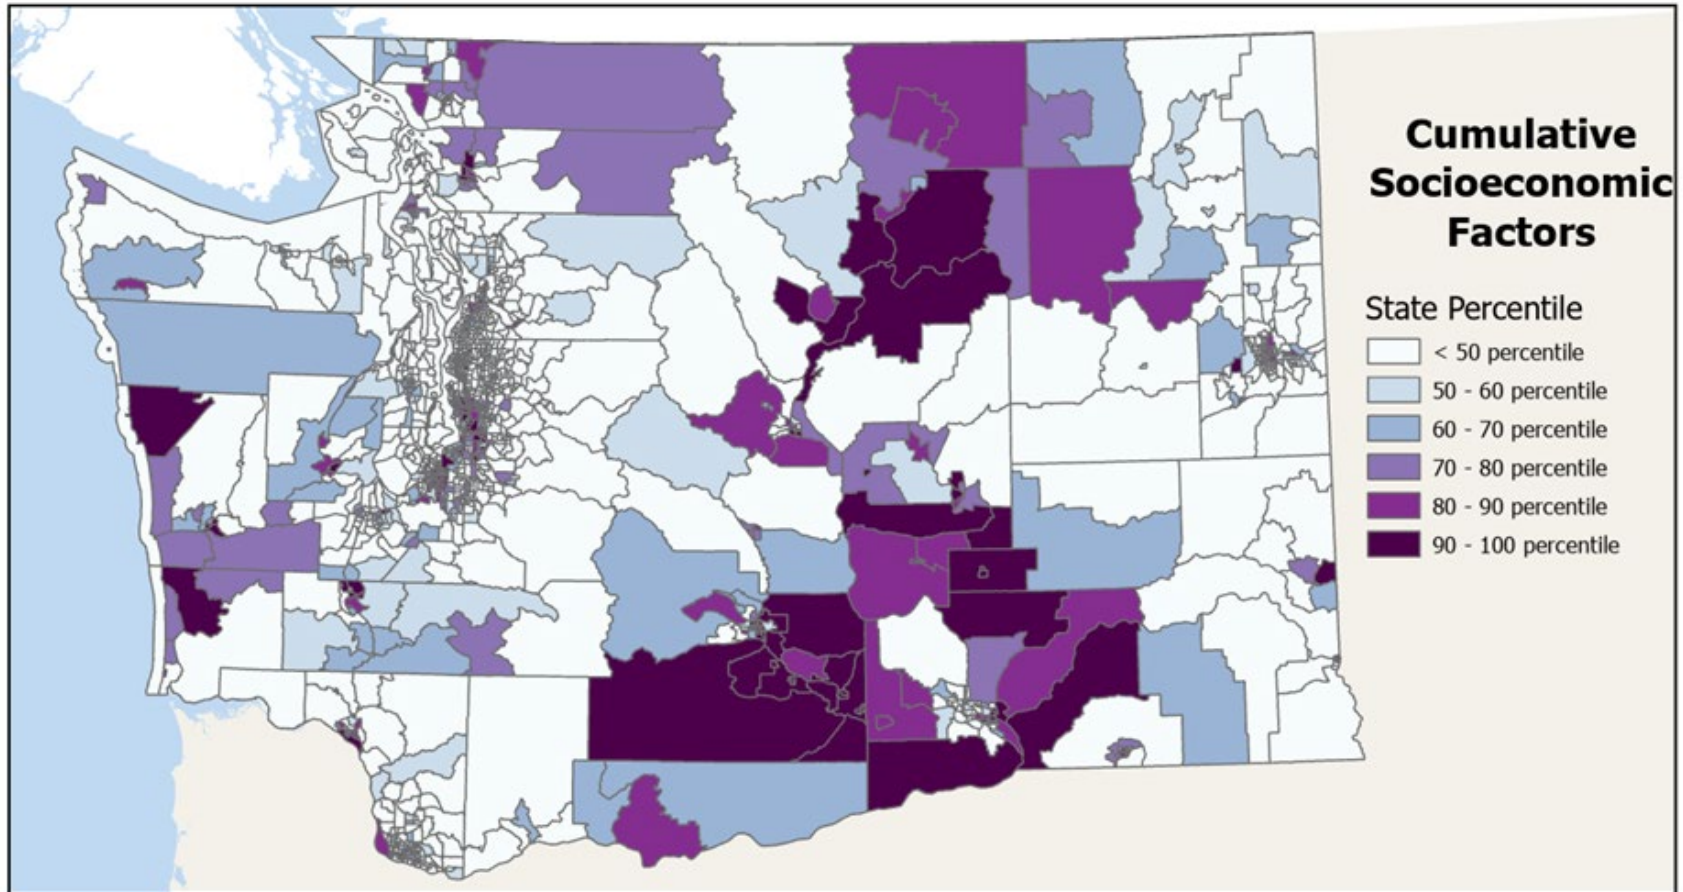 Cumulative
Socioeconomic
Factors
State Percentile
< 50 percentile
50 - 60 percentile
60 - 70 percentile
70 - 80 percentile
80 - 90 percentile
90 - 100 percentile